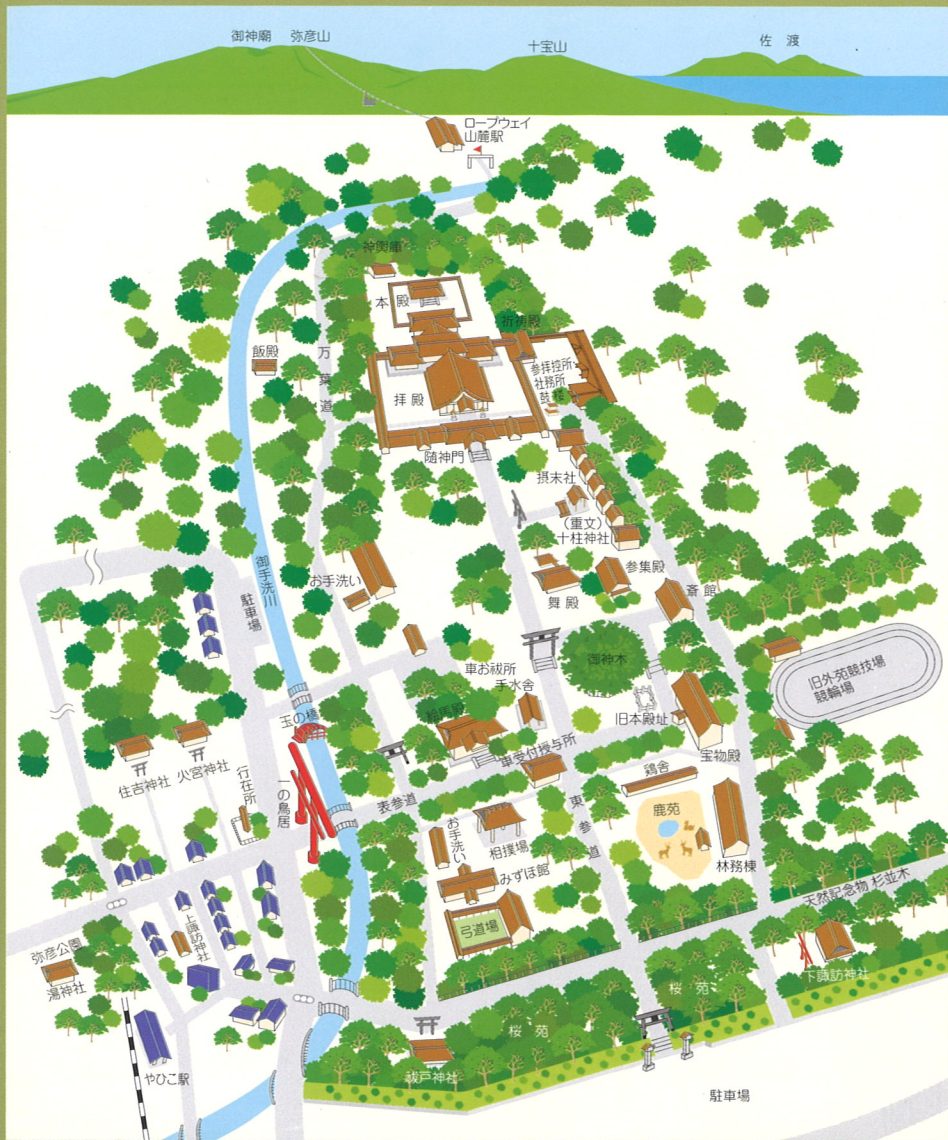 御神廟
弥彦山
十宝山
佐渡
ロープウェイ
山麓駅
神輿庫
本殿
祈祷殿
飯殿
万葉道
拝殿
参拝控所
社務所
鼓楼
随神門
摂末社
(重文)
十柱神社
御手洗川
お手洗い
参集殿
舞殿
斎館
駐車場
御神木
車お祓所
手水舎
旧外苑競技場
競輪場
玉の橋
絵馬殿
旧本殿址
宝物殿
車受付授与所
住吉神社
火宮神社
行在所
一の鳥居
表参道
鶏舎
鹿苑
東参道
お手洗い
相撲場
みずほ館
林務棟
天然記念物 杉並木
弓道場
上諏訪神社
弥彦公園
湯神社
下諏訪神社
桜苑
桜苑
やひこ駅
祓戸神社
駐車場